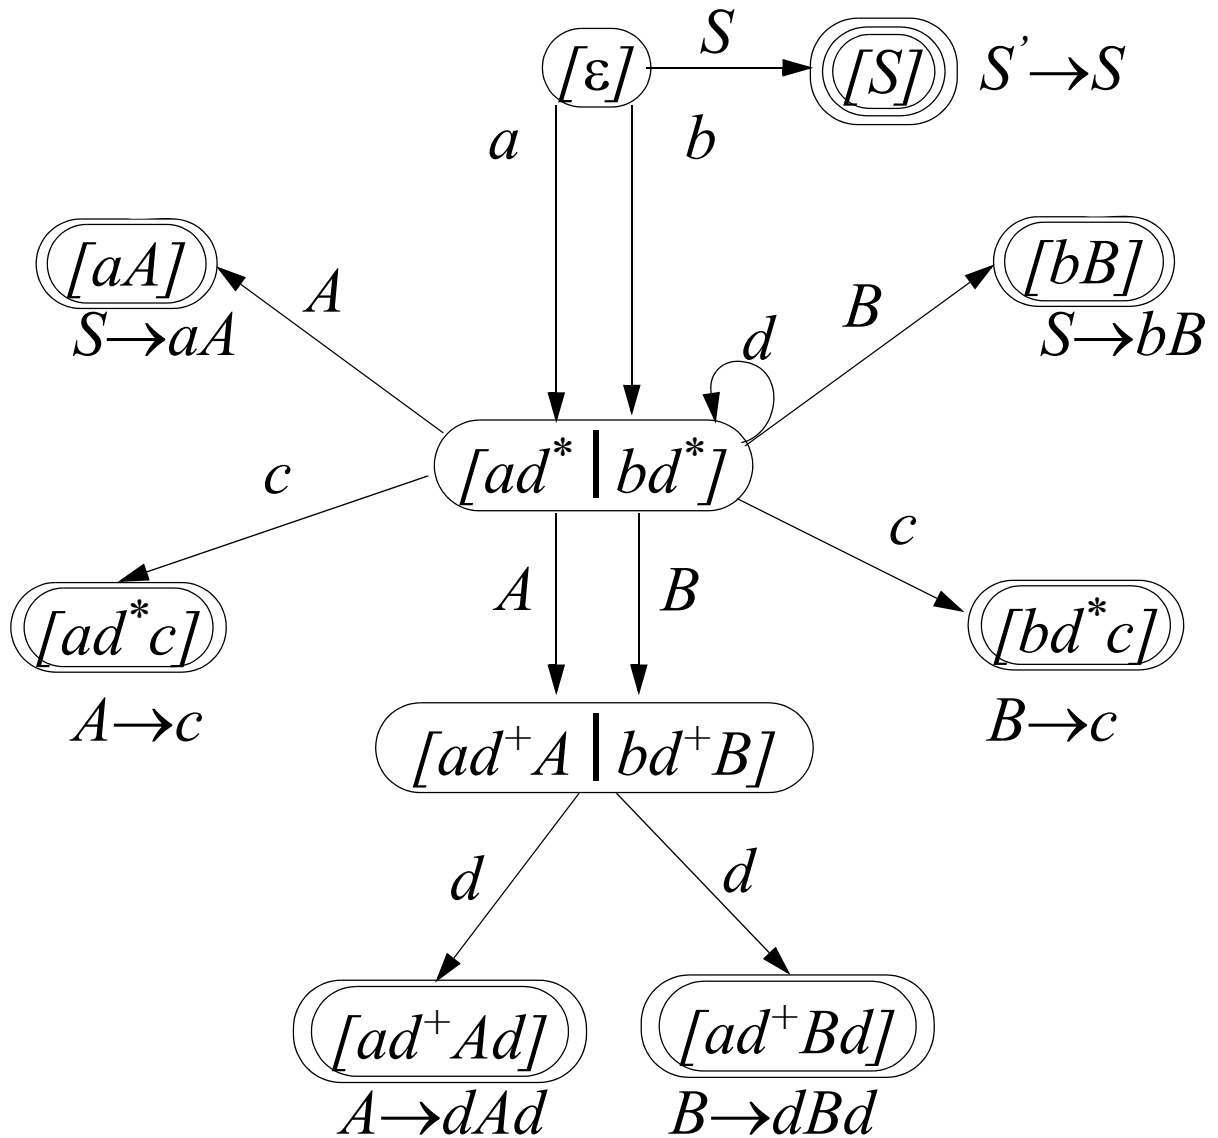 [ε] S [S] S’→S
a b
[aA] A B [bB]
S→aA d S→bB
[ad* | bd*]
c c
A B
[ad*c] [bd*c]
A→c B→c
[ad⁺A | bd⁺B]
d d
[ad⁺Ad] [ad⁺Bd]
A→dAd B→dBd